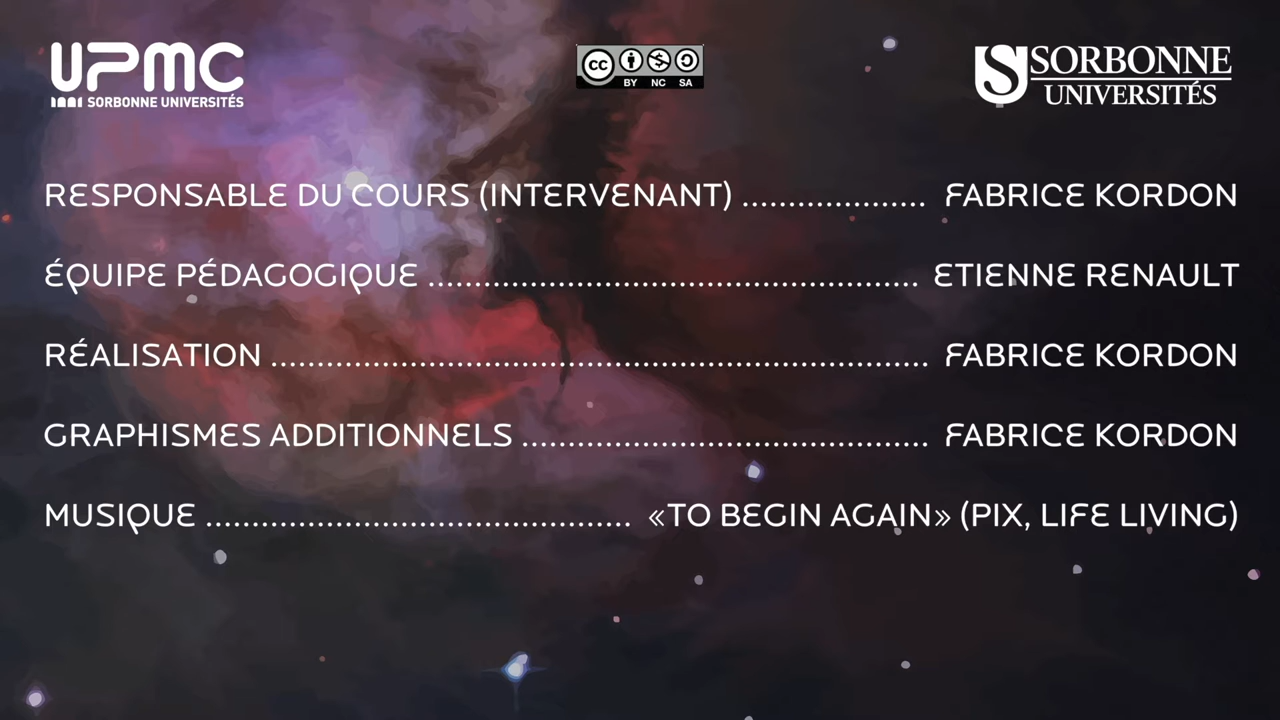 UPMC
SORBONNE UNIVERSITÉS
CC BY NC SA
SORBONNE
UNIVERSITÉS
RESPONSABLE DU COURS (INTERVENANT) ................... FABRICE KORDON
ÉQUIPE PÉDAGOGIQUE .................................................... ETIENNE RENAULT
RÉALISATION ...................................................................... FABRICE KORDON
GRAPHISMES ADDITIONNELS ........................................... FABRICE KORDON
MUSIQUE ............................................. «TO BEGIN AGAIN» (PIX, LIFE LIVING)